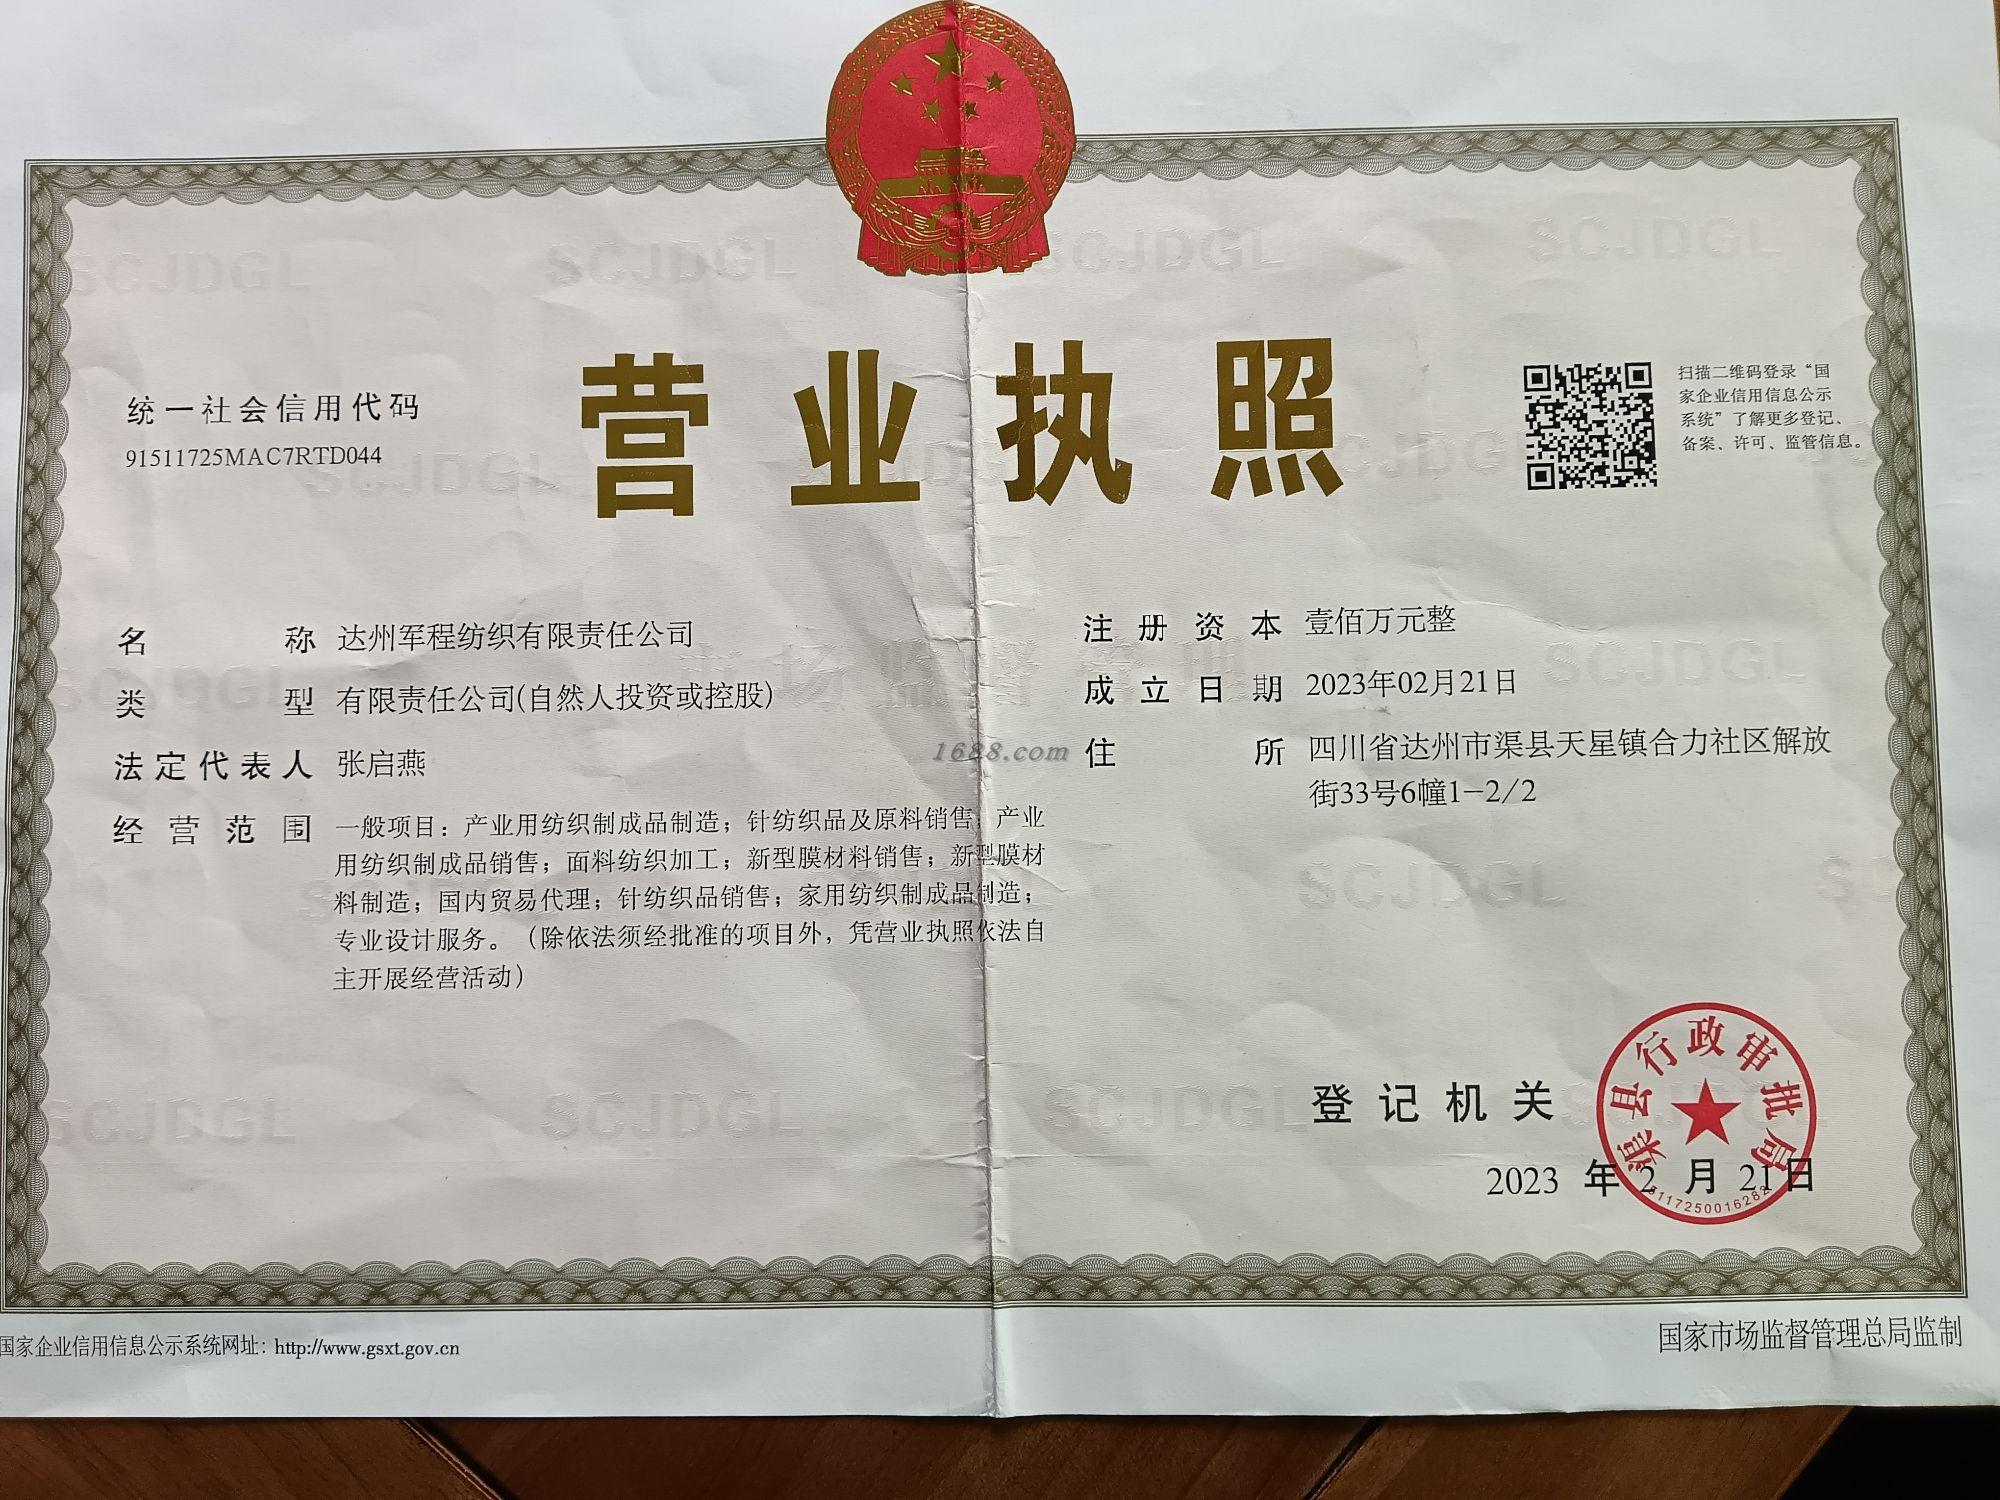 营业执照
统一社会信用代码
91511725MAC7RTD044
扫描二维码登录“国
家企业信用信息公示
系统”了解更多登记、
备案、许可、监管信息。
名称 达州军程纺织有限责任公司
类型 有限责任公司(自然人投资或控股)
法定代表人 张启燕
经营范围 一般项目：产业用纺织制成品制造；针纺织品及原料销售；产业
用纺织制成品销售；面料纺织加工；新型膜材料销售；新型膜材
料制造；国内贸易代理；针纺织品销售；家用纺织制成品制造；
专业设计服务。（除依法须经批准的项目外，凭营业执照依法自
主开展经营活动）
注册资本 壹佰万元整
成立日期 2023年02月21日
住所 四川省达州市渠县天星镇合力社区解放
街33号6幢1-2/2
1688.com
SCJDGL
登记机关
渠县行政审批局
2023 年 2 月 21 日
国家企业信用信息公示系统网址：http://www.gsxt.gov.cn
国家市场监督管理总局监制